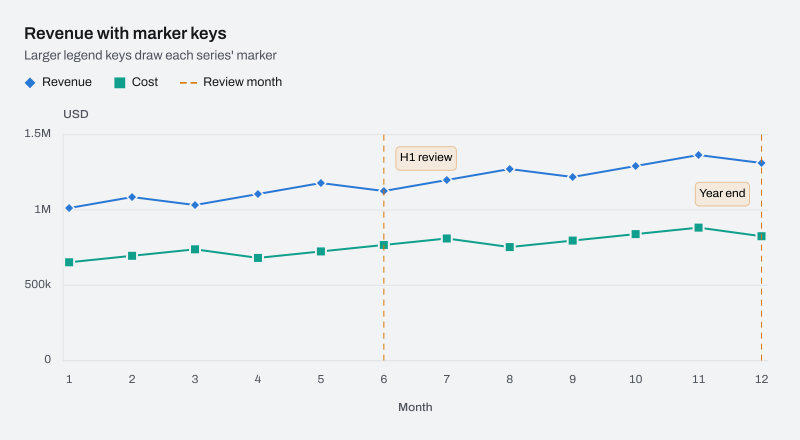 Revenue with marker keys
Larger legend keys draw each series' marker
Revenue Cost Review month
USD
1.5M
H1 review
Year end
1M
500k
0
1 2 3 4 5 6 7 8 9 10 11 12
Month